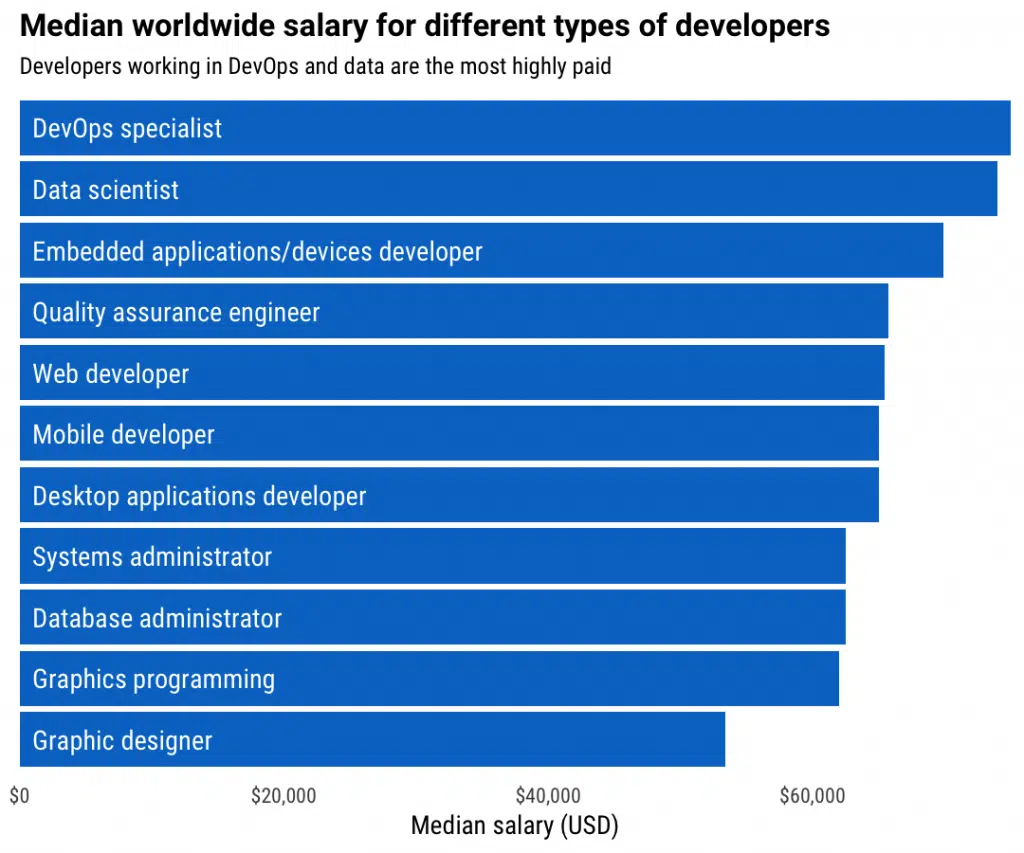 Median worldwide salary for different types of developers
Developers working in DevOps and data are the most highly paid
DevOps specialist
Data scientist
Embedded applications/devices developer
Quality assurance engineer
Web developer
Mobile developer
Desktop applications developer
Systems administrator
Database administrator
Graphics programming
Graphic designer
$0 $20,000 $40,000 $60,000
Median salary (USD)